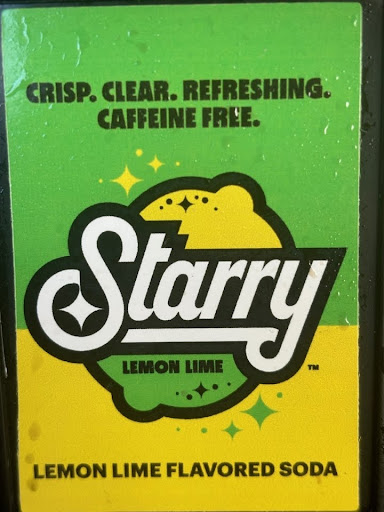 CRISP. CLEAR. REFRESHING.
CAFFEINE FREE.
Starry
LEMON LIME
™
LEMON LIME FLAVORED SODA